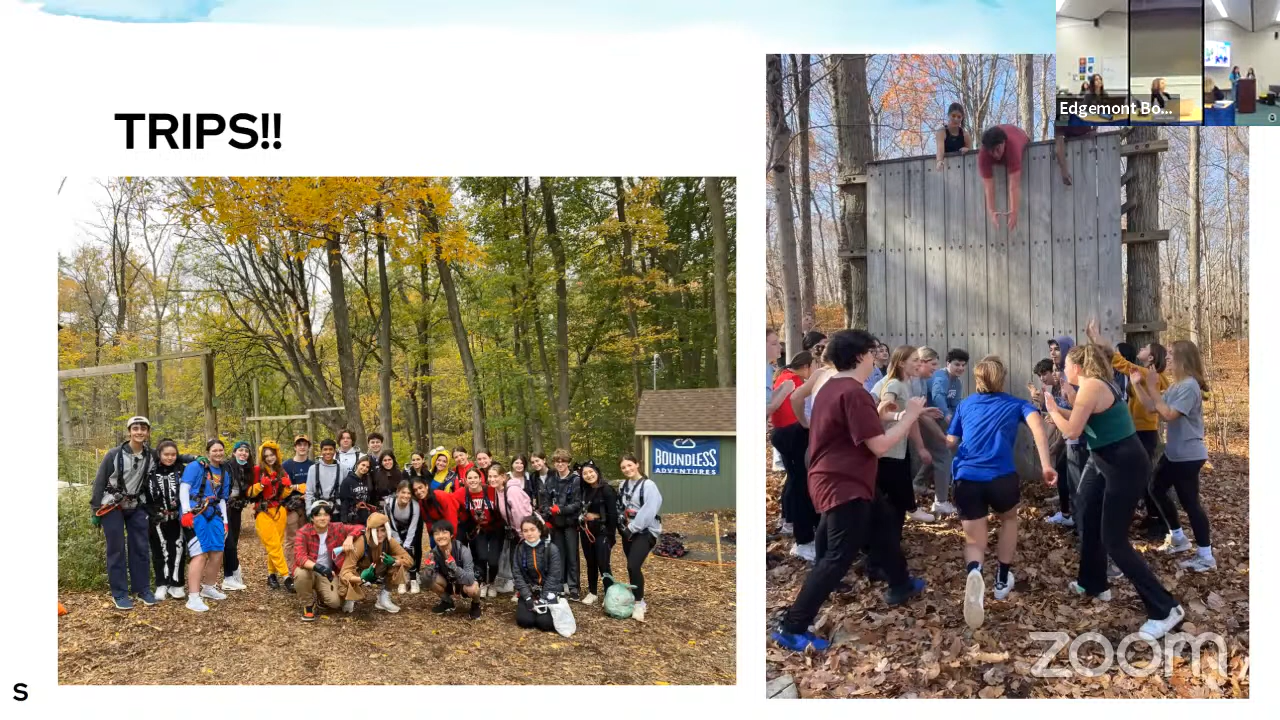 TRIPS!!
Edgemont Bo...
BOUNDLESS
ADVENTURES
S
zoom